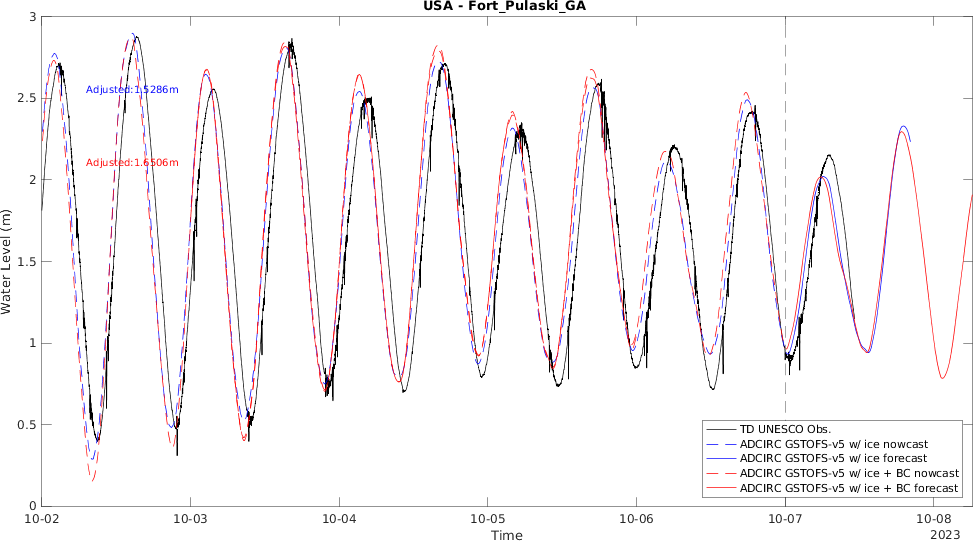 USA - Fort_Pulaski_GA
3
2.5
2
1.5
1
0.5
0
Water Level (m)
Adjusted:1.5286m
Adjusted:1.6506m
TD UNESCO Obs.
ADCIRC GSTOFS-v5 w/ ice nowcast
ADCIRC GSTOFS-v5 w/ ice forecast
ADCIRC GSTOFS-v5 w/ ice + BC nowcast
ADCIRC GSTOFS-v5 w/ ice + BC forecast
10-02 10-03 10-04 10-05 10-06 10-07 10-08
Time
2023